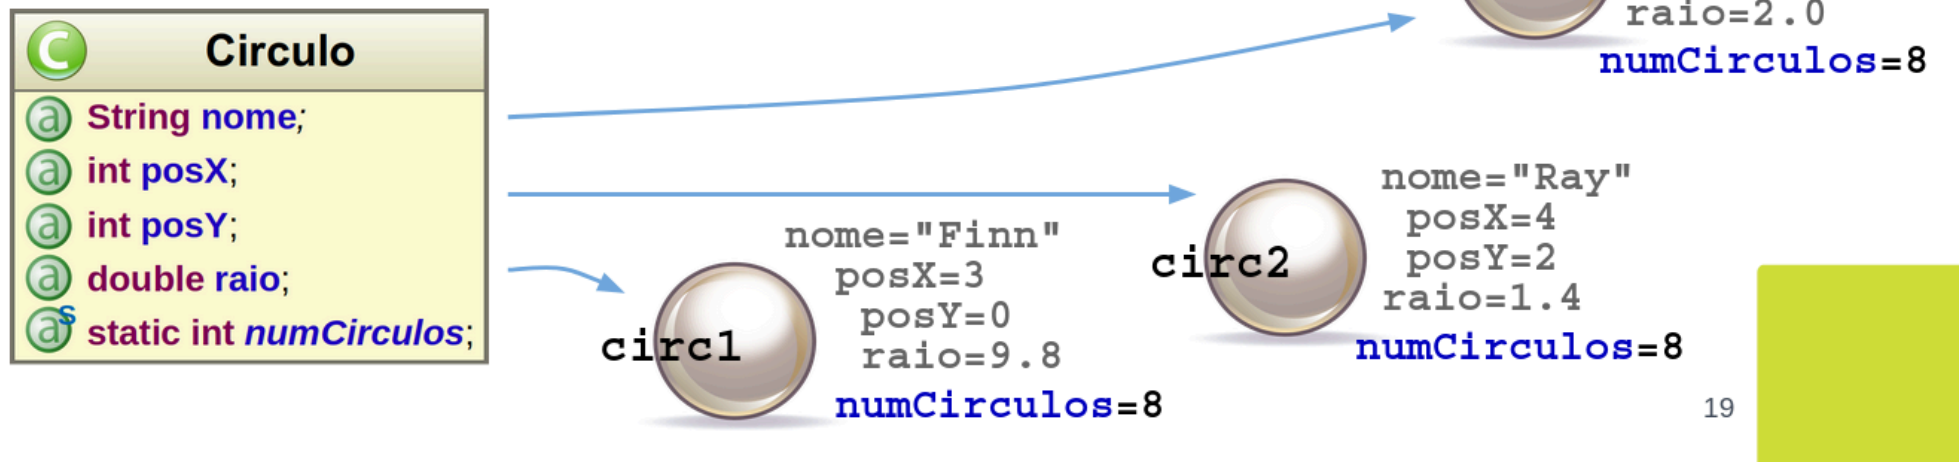 C Circulo
a String nome;
a int posX;
a int posY;
a double raio;
a S static int numCirculos;
raio=2.0
numCirculos=8
nome="Ray"
posX=4
posY=2
raio=1.4
numCirculos=8
circ2
nome="Finn"
posX=3
posY=0
raio=9.8
numCirculos=8
circ1
19